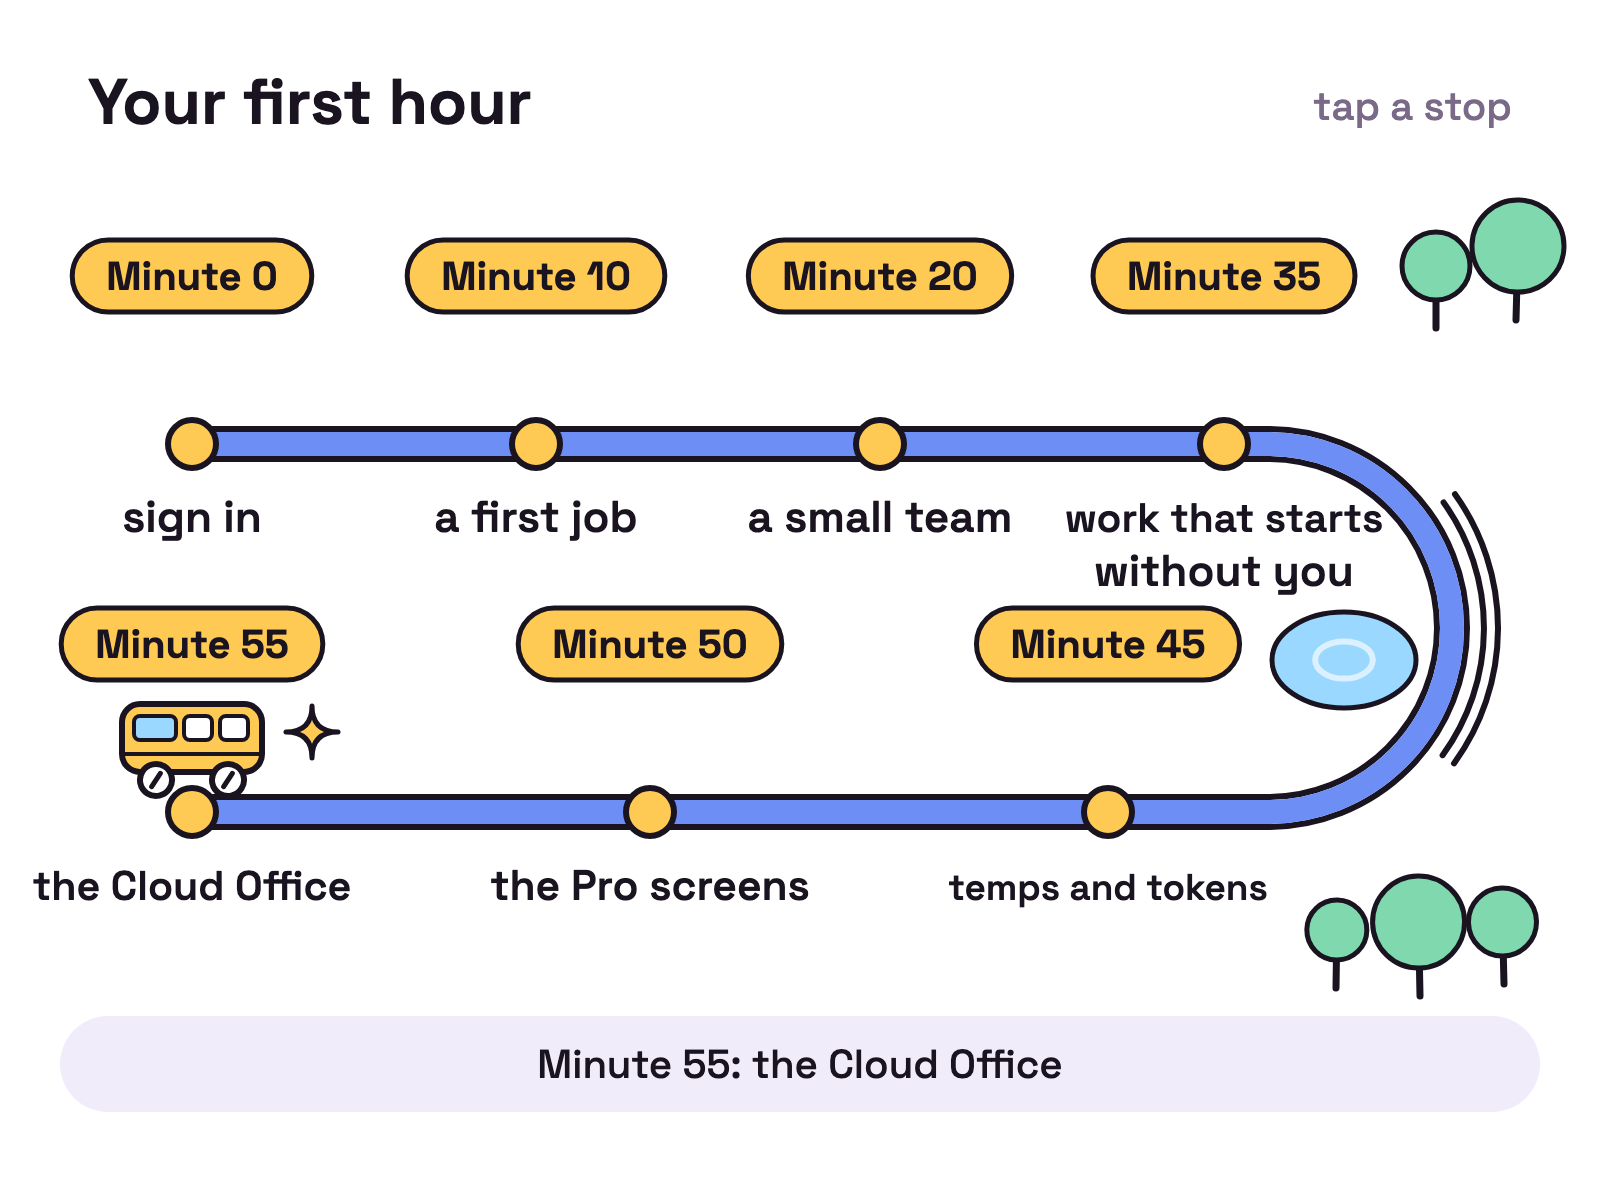 Your first hour
tap a stop
Minute 0
Minute 10
Minute 20
Minute 35
sign in
a first job
a small team
work that starts
without you
Minute 55
Minute 50
Minute 45
the Cloud Office
the Pro screens
temps and tokens
Minute 55: the Cloud Office